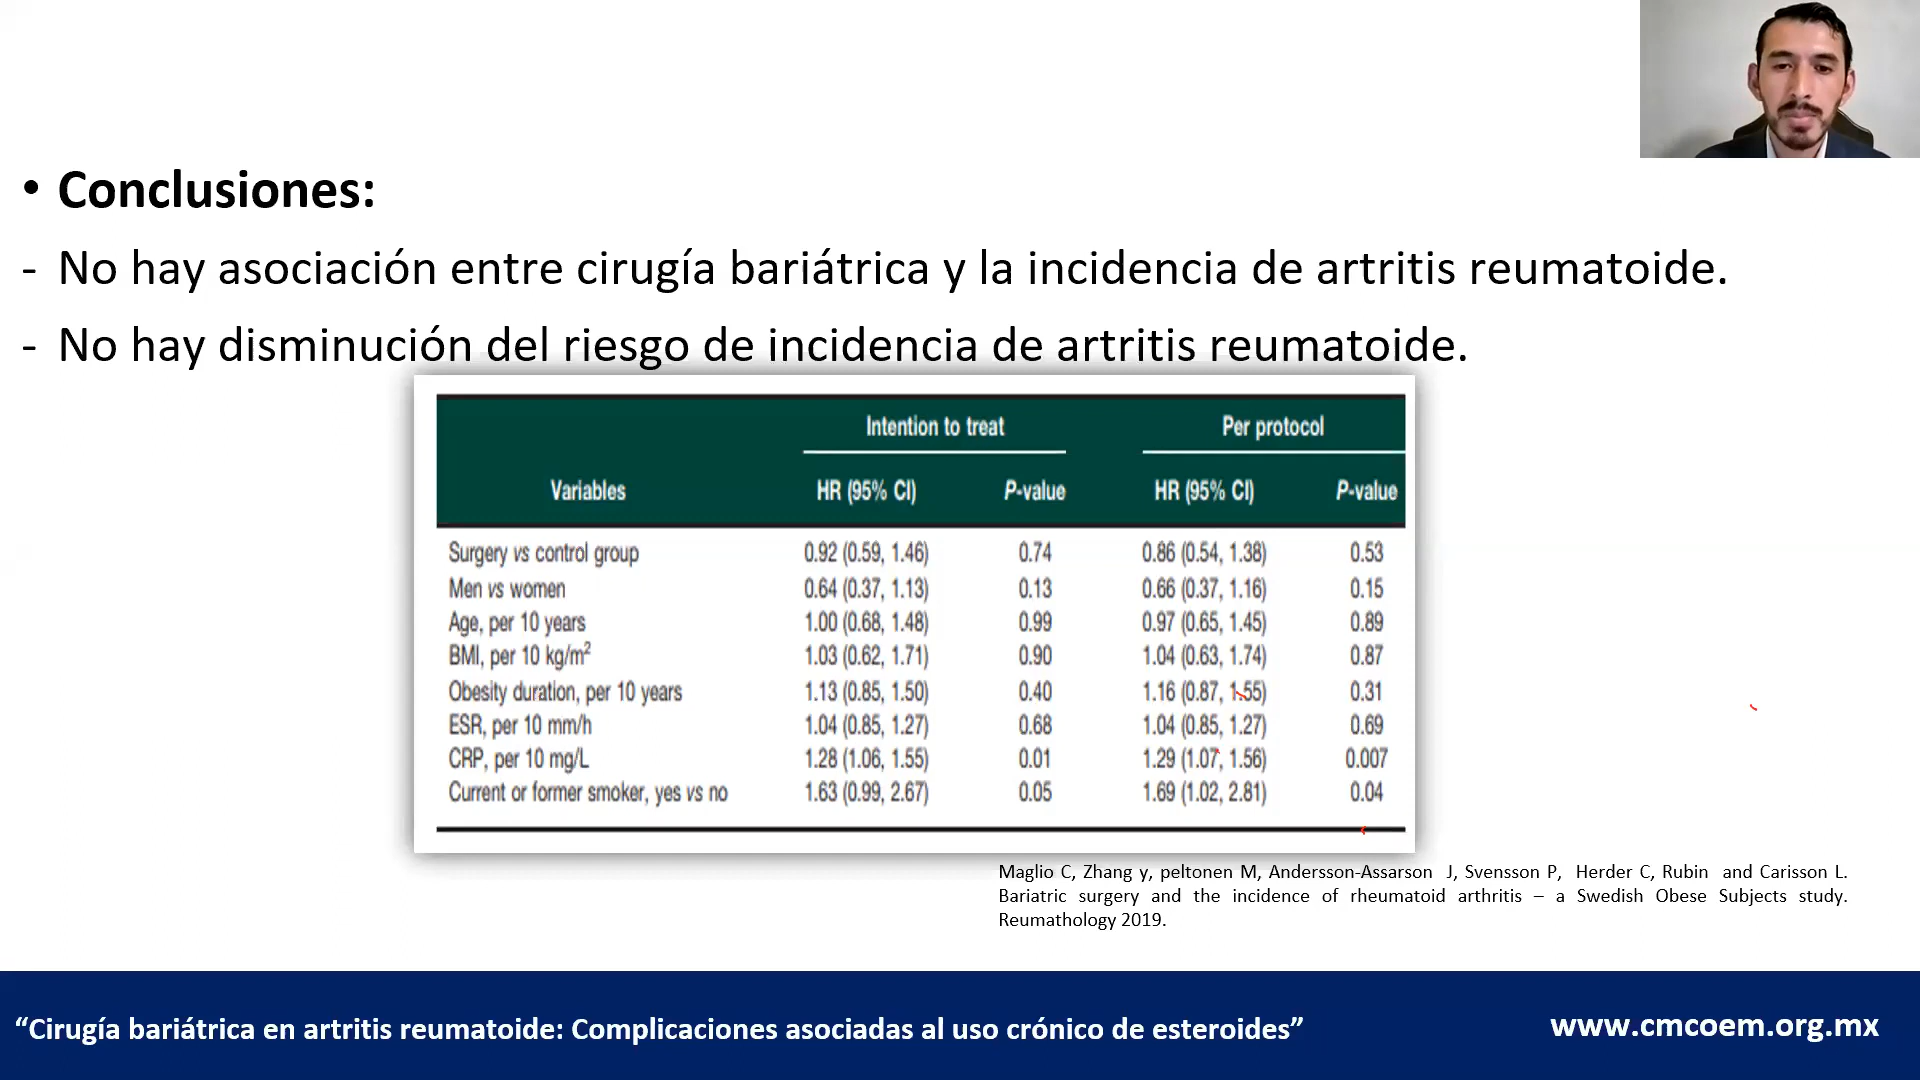 • Conclusiones:
- No hay asociación entre cirugía bariátrica y la incidencia de artritis reumatoide.
- No hay disminución del riesgo de incidencia de artritis reumatoide.
Intention to treat Per protocol
Variables HR (95% CI) P-value HR (95% CI) P-value
Surgery vs control group 0.92 (0.59, 1.46) 0.74 0.86 (0.54, 1.38) 0.53
Men vs women 0.64 (0.37, 1.13) 0.13 0.66 (0.37, 1.16) 0.15
Age, per 10 years 1.00 (0.68, 1.48) 0.99 0.97 (0.65, 1.45) 0.89
BMI, per 10 kg/m² 1.03 (0.62, 1.71) 0.90 1.04 (0.63, 1.74) 0.87
Obesity duration, per 10 years 1.13 (0.85, 1.50) 0.40 1.16 (0.87, 1.55) 0.31
ESR, per 10 mm/h 1.04 (0.85, 1.27) 0.68 1.04 (0.85, 1.27) 0.69
CRP, per 10 mg/L 1.28 (1.06, 1.55) 0.01 1.29 (1.07, 1.56) 0.007
Current or former smoker, yes vs no 1.63 (0.99, 2.67) 0.05 1.69 (1.02, 2.81) 0.04
Maglio C, Zhang y, peltonen M, Andersson-Assarson J, Svensson P, Herder C, Rubin and Carisson L.
Bariatric surgery and the incidence of rheumatoid arthritis – a Swedish Obese Subjects study.
Reumathology 2019.
“Cirugía bariátrica en artritis reumatoide: Complicaciones asociadas al uso crónico de esteroides”
www.cmcoem.org.mx